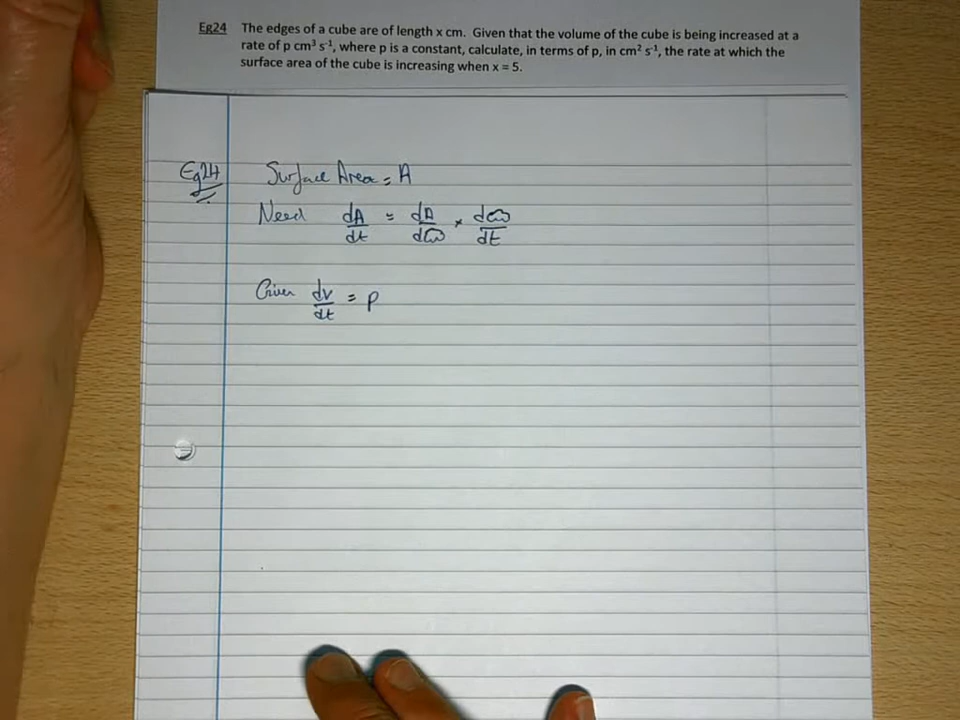 Eg24 The edges of a cube are of length x cm. Given that the volume of the cube is being increased at a
rate of p cm³ s⁻¹, where p is a constant, calculate, in terms of p, in cm² s⁻¹, the rate at which the
surface area of the cube is increasing when x = 5.
Eg24 Surface Area = A
Need dA/dt = dA/d × d/dt
Given dv/dt = p